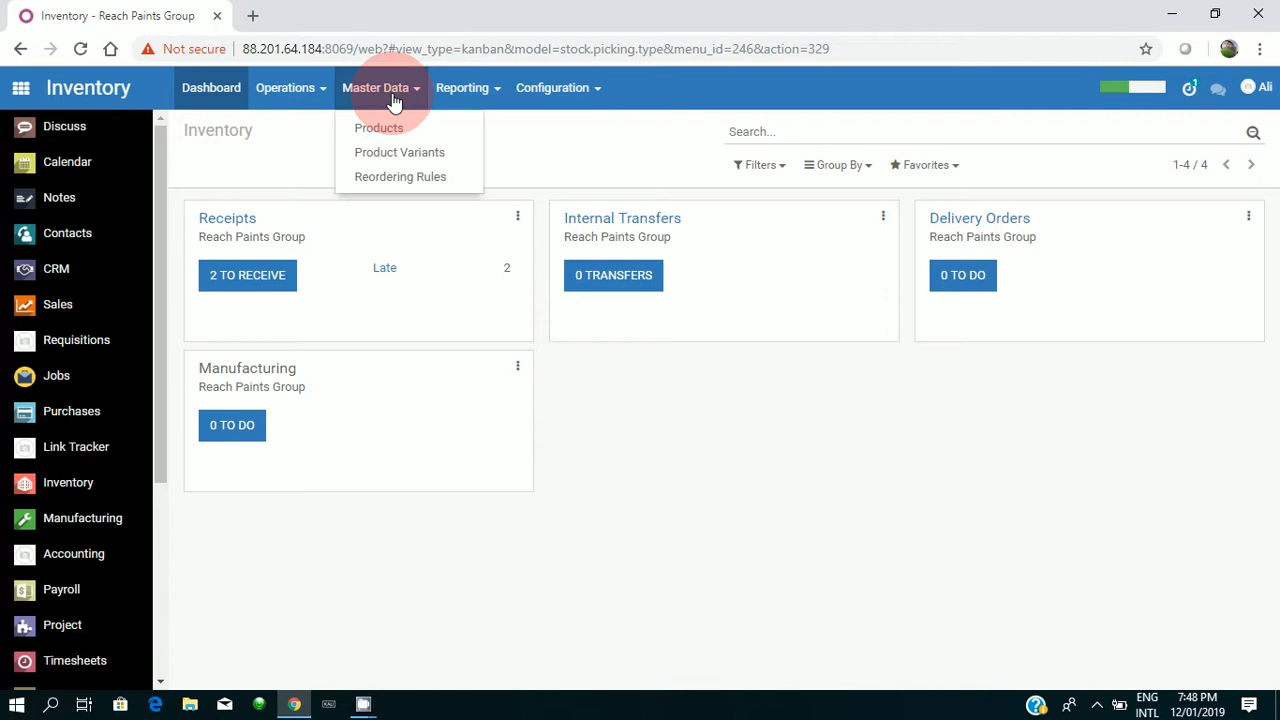 Inventory - Reach Paints Group
Not secure 88.201.64.184:8069/web?#view_type=kanban&model=stock.picking.type&menu_id=246&action=329
Inventory Dashboard Operations Master Data Reporting Configuration Ali
Discuss
Calendar
Notes
Contacts
CRM
Sales
Requisitions
Jobs
Purchases
Link Tracker
Inventory
Manufacturing
Accounting
Payroll
Project
Timesheets
Products
Product Variants
Reordering Rules
Inventory
Search...
Filters Group By Favorites 1-4 / 4
Receipts
Reach Paints Group
2 TO RECEIVE Late 2
Internal Transfers
Reach Paints Group
0 TRANSFERS
Delivery Orders
Reach Paints Group
0 TO DO
Manufacturing
Reach Paints Group
0 TO DO
ENG
INTL
7:48 PM
12/01/2019